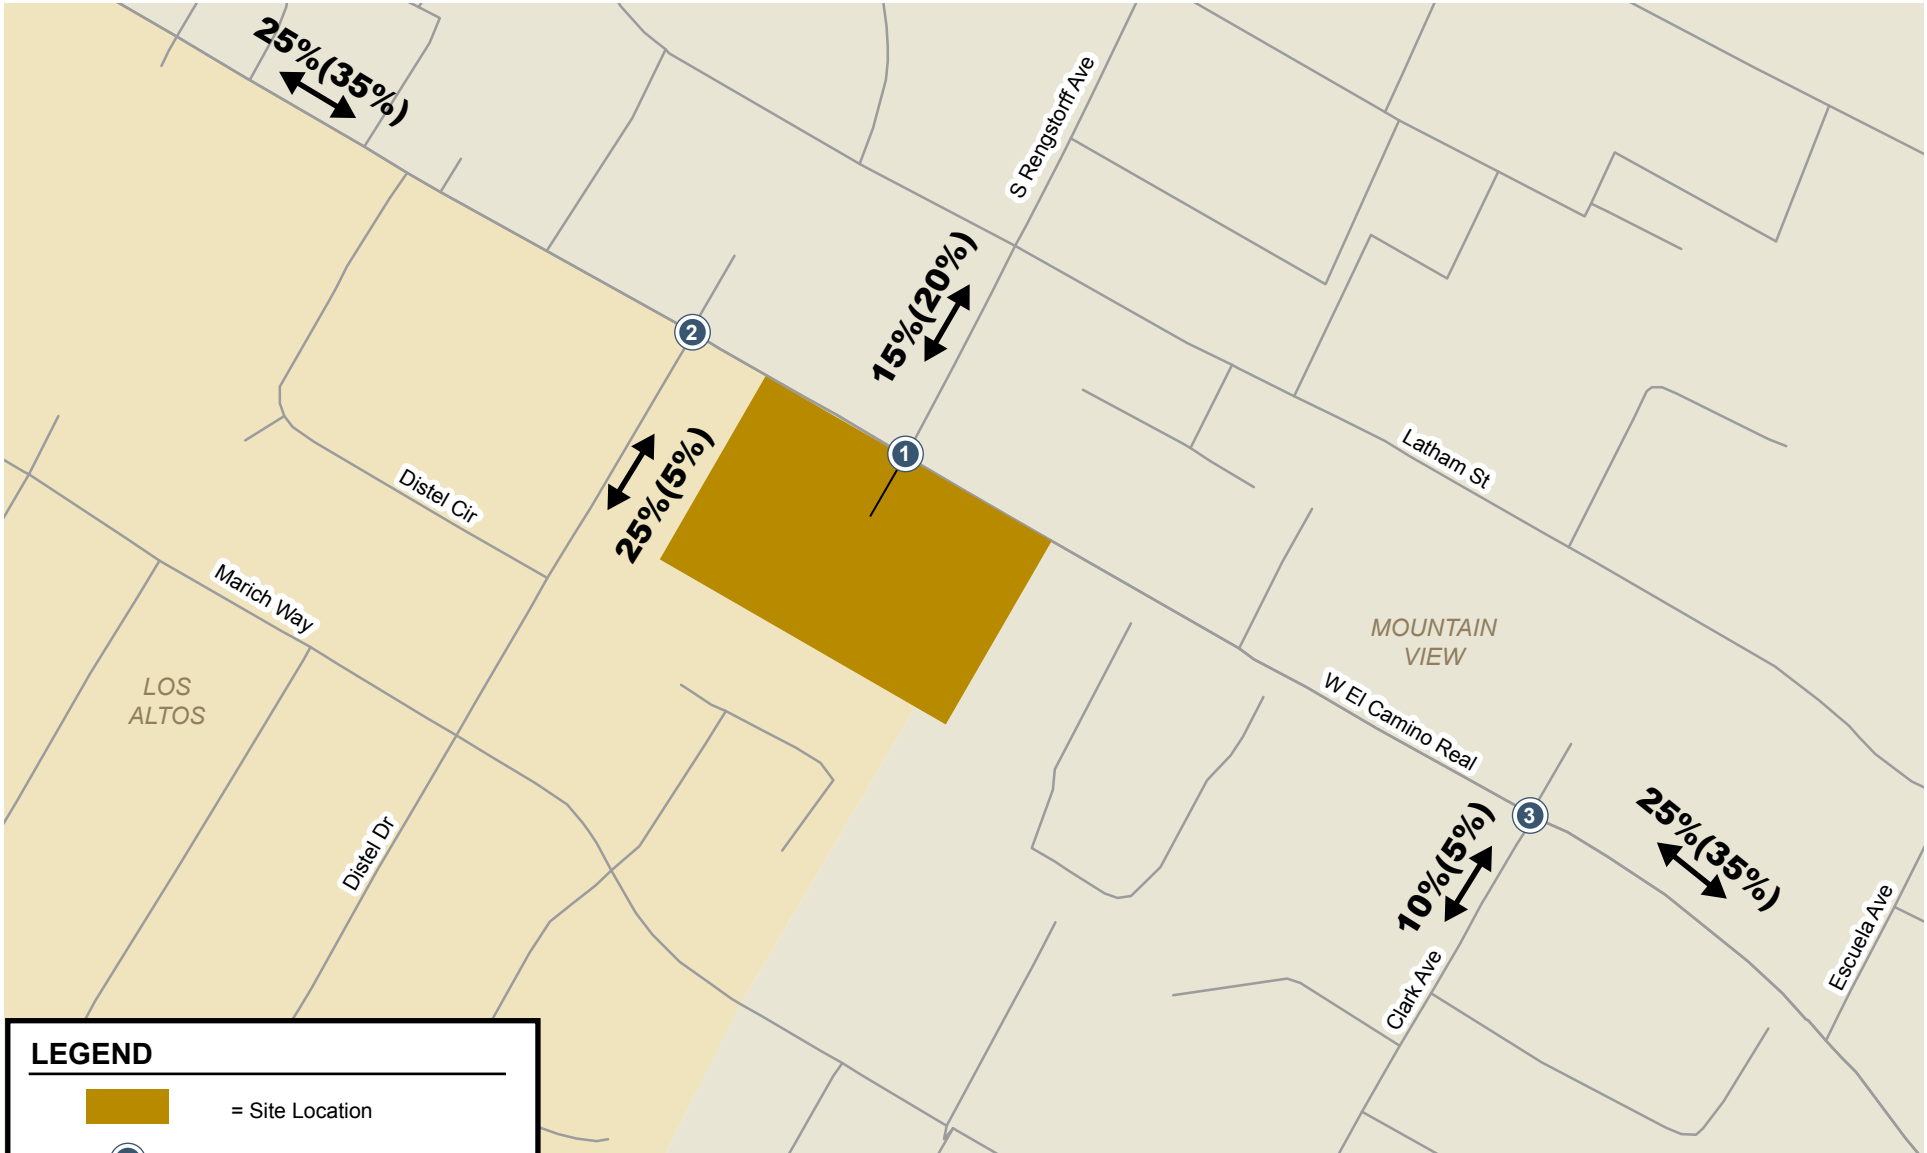 25%(35%)
S Rengstorff Ave
15%(20%)
2
1
25%(5%)
Latham St
Distel Cir
Marich Way
MOUNTAIN
VIEW
LOS
ALTOS
W El Camino Real
3
25%(35%)
10%(5%)
Distel Dr
Escuela Ave
Clark Ave
LEGEND
= Site Location